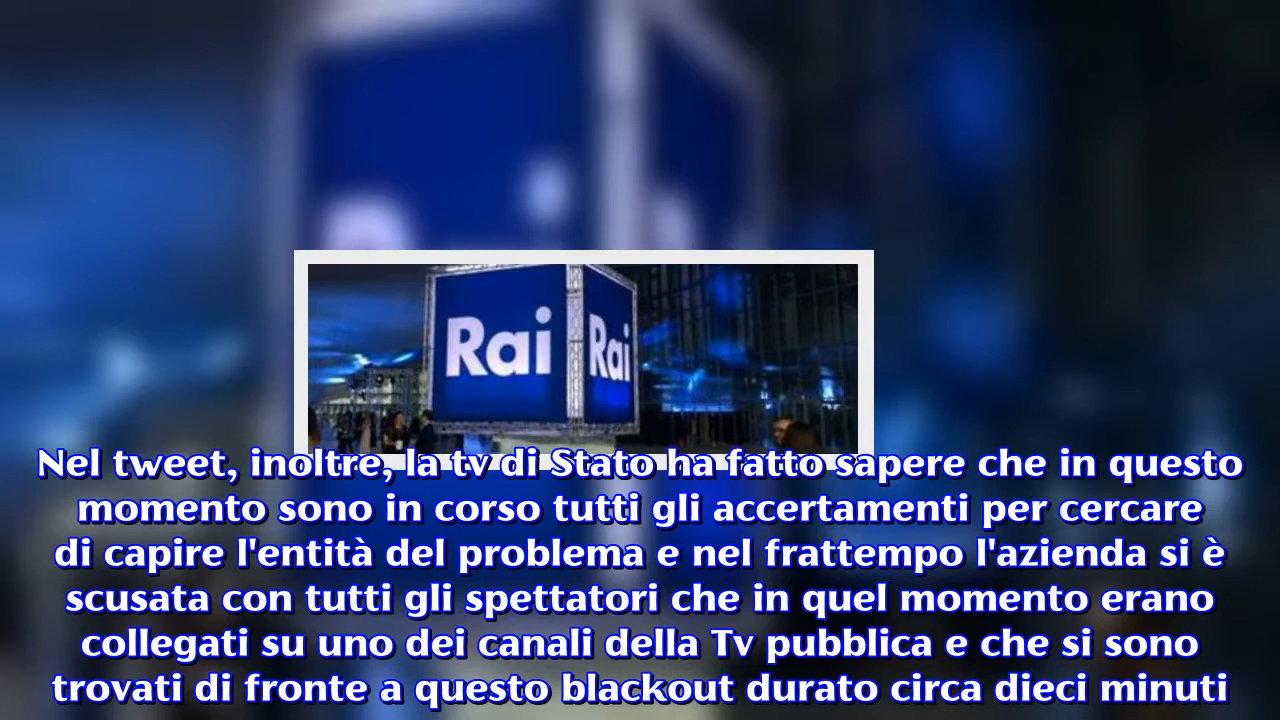 Rai Rai
Nel tweet, inoltre, la tv di Stato ha fatto sapere che in questo
momento sono in corso tutti gli accertamenti per cercare
di capire l'entità del problema e nel frattempo l'azienda si è
scusata con tutti gli spettatori che in quel momento erano
collegati su uno dei canali della Tv pubblica e che si sono
trovati di fronte a questo blackout durato circa dieci minuti